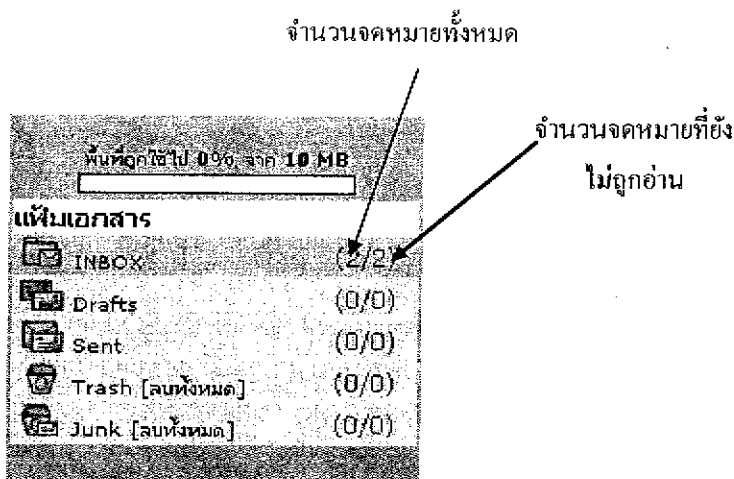 จำนวนจดหมายทั้งหมด
จำนวนจดหมายที่ยัง
ไม่ถูกอ่าน
พื้นที่ถูกใช้ไป 0% จาก 10 MB
แฟ้มเอกสาร
INBOX (2/2)
Drafts (0/0)
Sent (0/0)
Trash [ลบทั้งหมด] (0/0)
Junk [ลบทั้งหมด] (0/0)